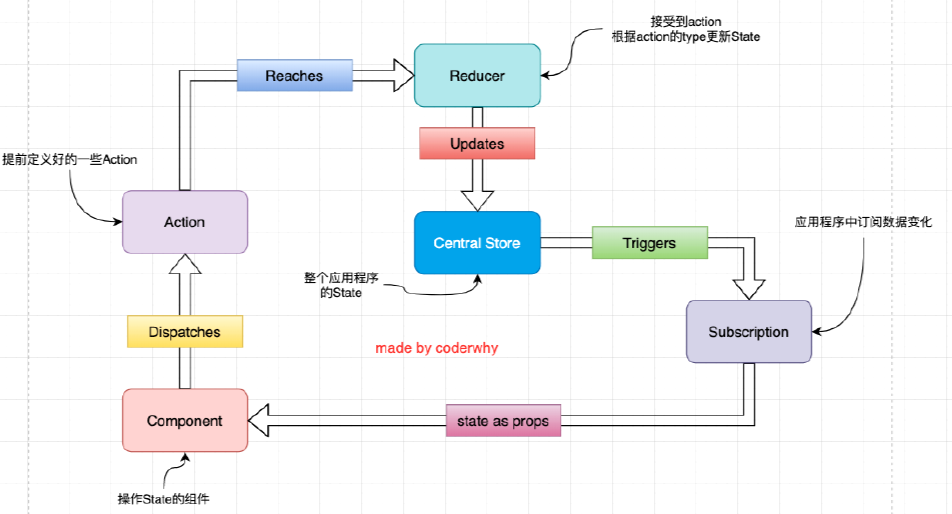 接受到action
根据action的type更新State
Reaches
Reducer
Updates
提前定义好的一些Action
Action
Central Store
Triggers
应用程序中订阅数据变化
整个应用程序
的State
Dispatches
made by coderwhy
Subscription
Component
state as props
操作State的组件